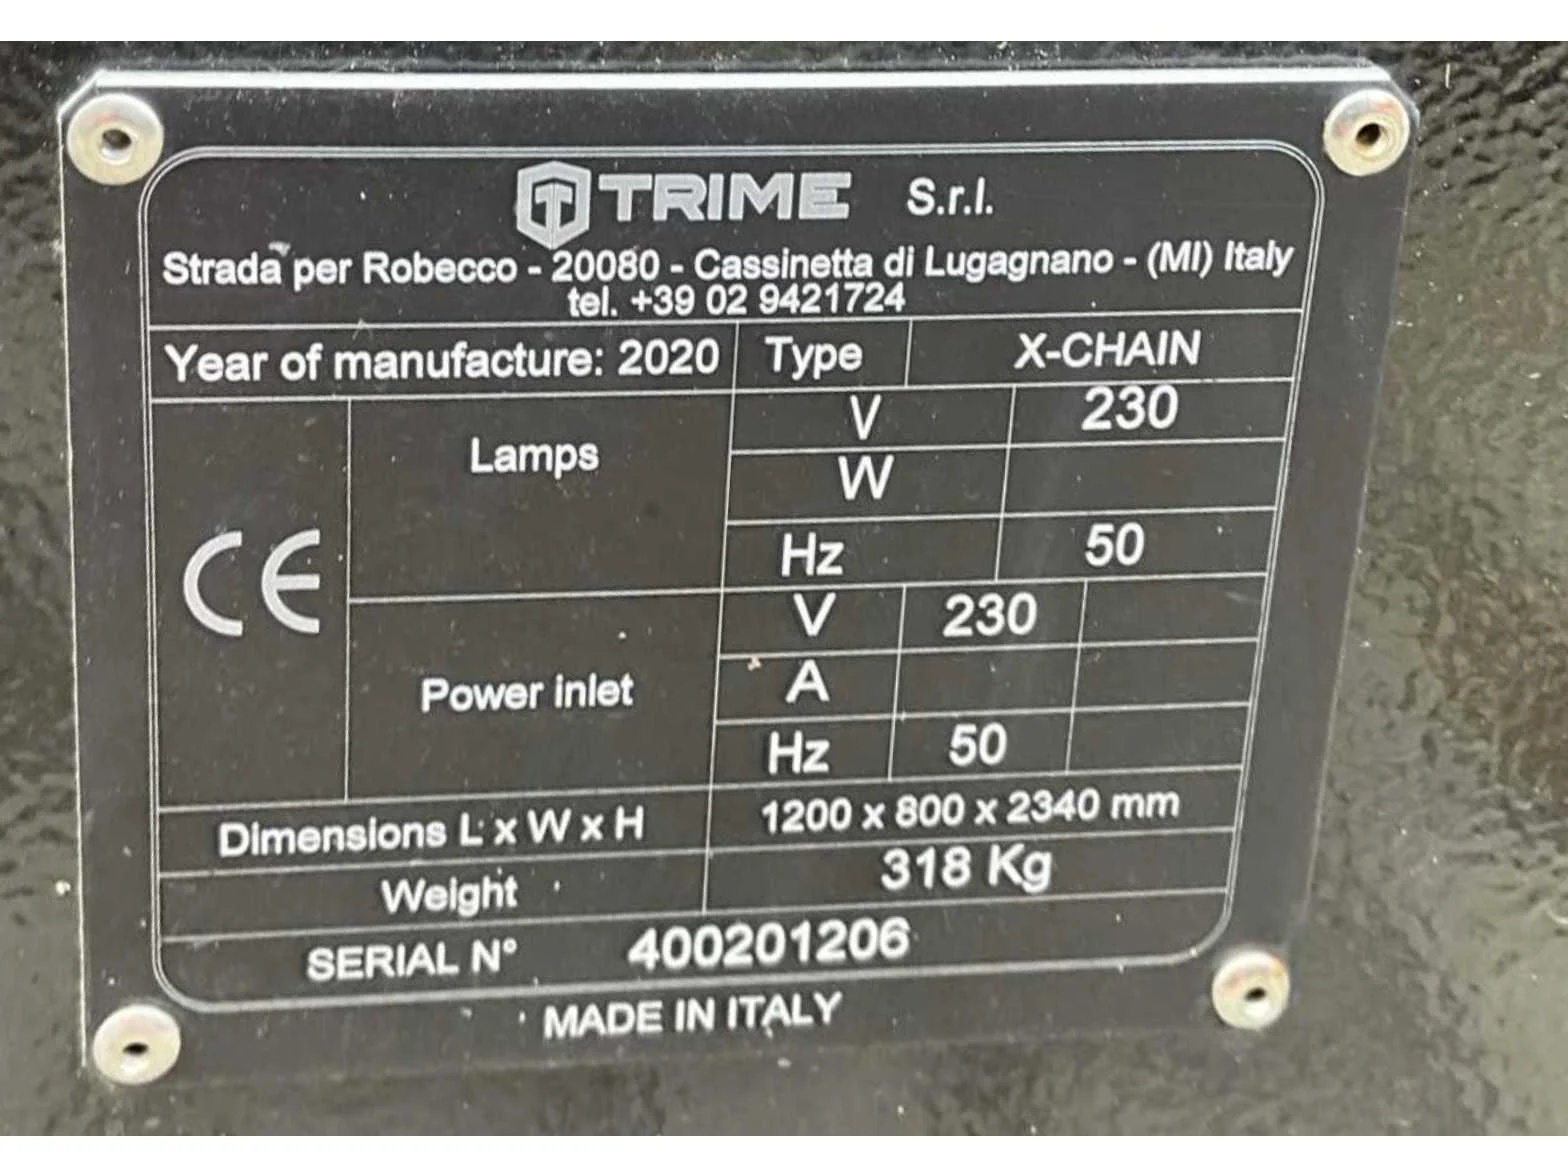 TRIME S.r.l.
Strada per Robecco - 20080 - Cassinetta di Lugagnano - (MI) Italy
tel. +39 02 9421724
Year of manufacture: 2020 Type X-CHAIN
CE
Lamps
V 230
W
Hz 50
Power inlet
V 230
A
Hz 50
Dimensions L x W x H 1200 x 800 x 2340 mm
Weight 318 Kg
SERIAL N° 400201206
MADE IN ITALY